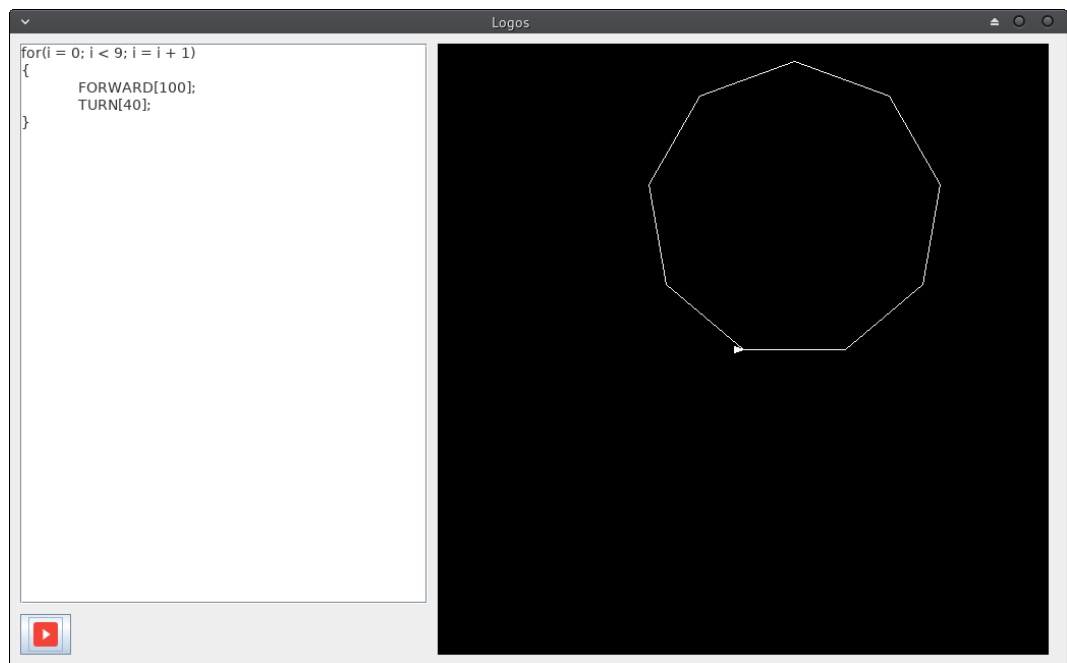 Logos
for(i = 0; i < 9; i = i + 1)
{
FORWARD[100];
TURN[40];
}